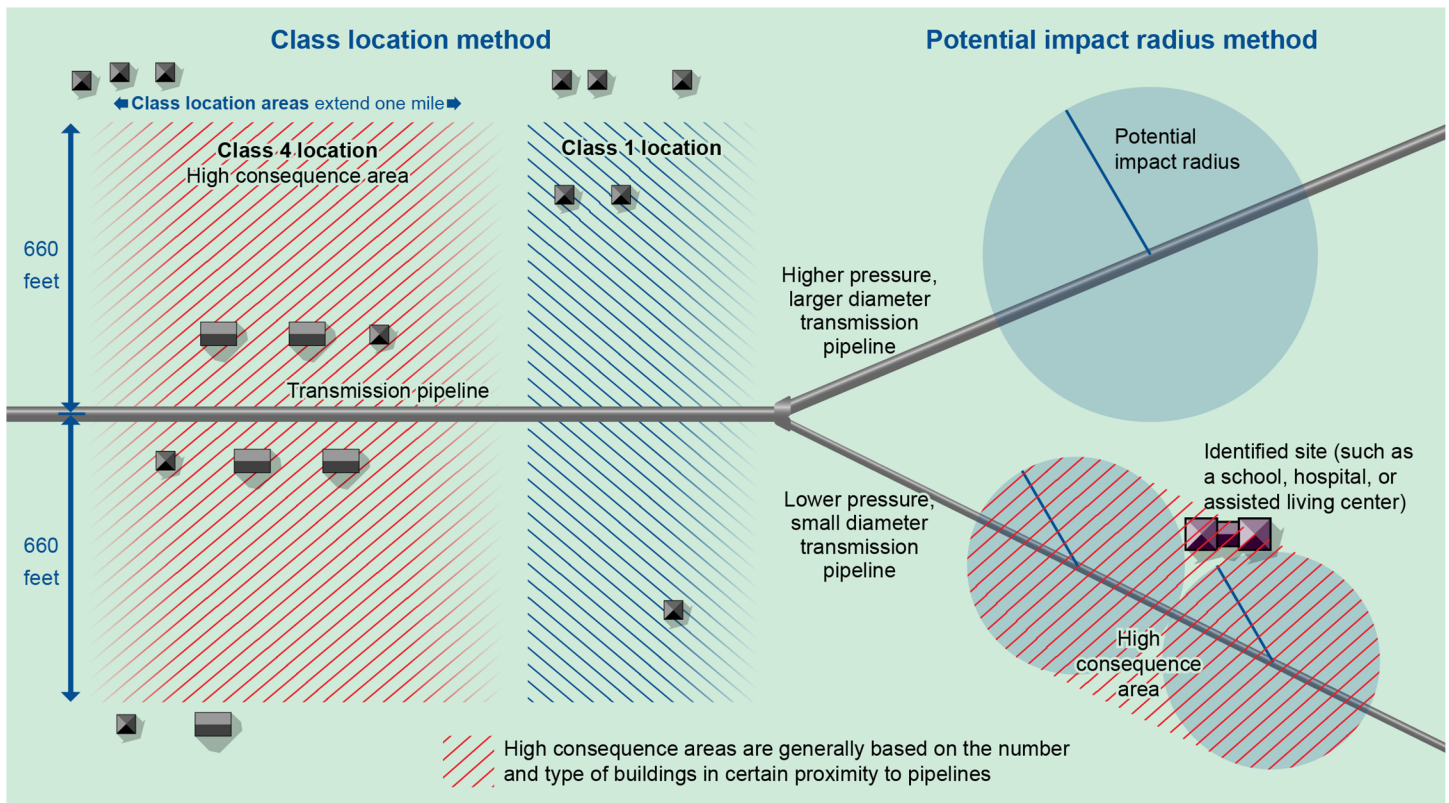 Class location method
Class location areas extend one mile
Class 4 location
High consequence area
Class 1 location
660
feet
Transmission pipeline
660
feet
Potential impact radius method
Potential
impact radius
Higher pressure,
larger diameter
transmission
pipeline
Lower pressure,
small diameter
transmission
pipeline
Identified site (such as
a school, hospital, or
assisted living center)
High
consequence
area
High consequence areas are generally based on the number
and type of buildings in certain proximity to pipelines